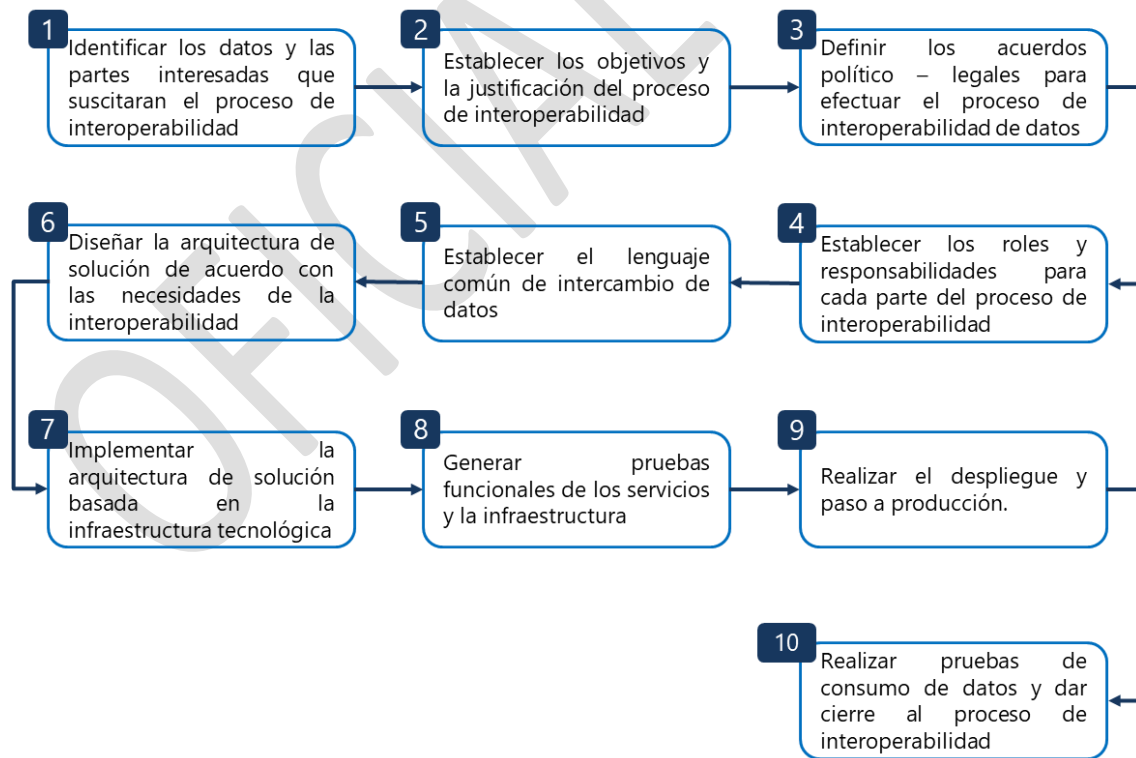 1
Identificar los datos y las
partes interesadas que
suscitaran el proceso de
interoperabilidad
2
Establecer los objetivos y
la justificación del proceso
de interoperabilidad
3
Definir los acuerdos
político – legales para
efectuar el proceso de
interoperabilidad de datos
4
Establecer los roles y
responsabilidades para
cada parte del proceso de
interoperabilidad
5
Establecer el lenguaje
común de intercambio de
datos
6
Diseñar la arquitectura de
solución de acuerdo con
las necesidades de la
interoperabilidad
7
Implementar la
arquitectura de solución
basada en la
infraestructura tecnológica
8
Generar pruebas
funcionales de los servicios
y la infraestructura
9
Realizar el despliegue y
paso a producción.
10
Realizar pruebas de
consumo de datos y dar
cierre al proceso de
interoperabilidad
OFICIAL